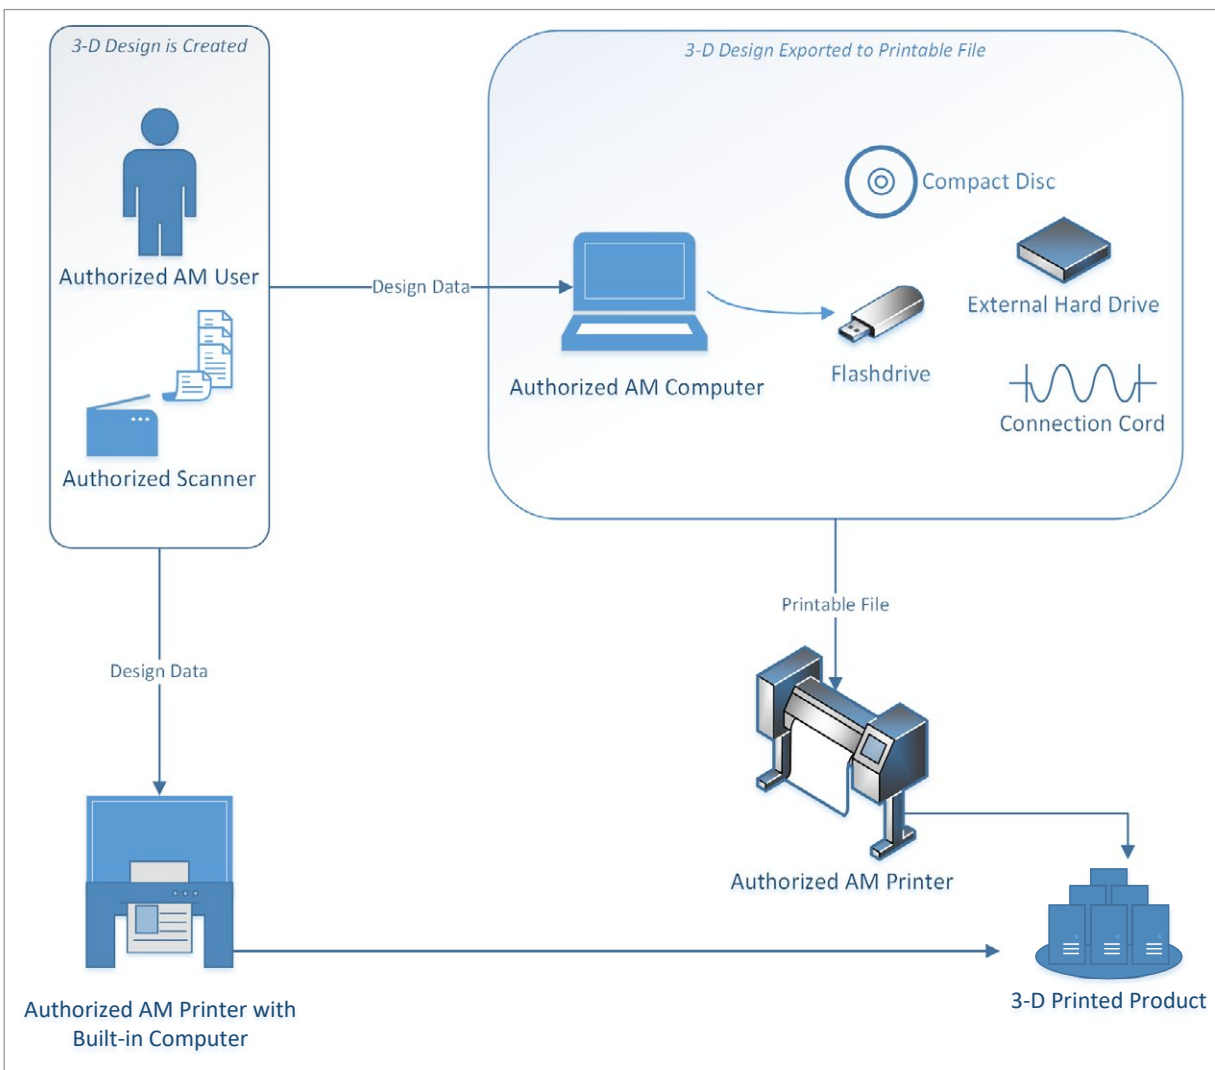 3-D Design is Created
3-D Design Exported to Printable File
Compact Disc
Authorized AM User
Design Data
External Hard Drive
Flashdrive
Authorized AM Computer
Connection Cord
Authorized Scanner
Printable File
Design Data
Authorized AM Printer
Authorized AM Printer with
Built-in Computer
3-D Printed Product